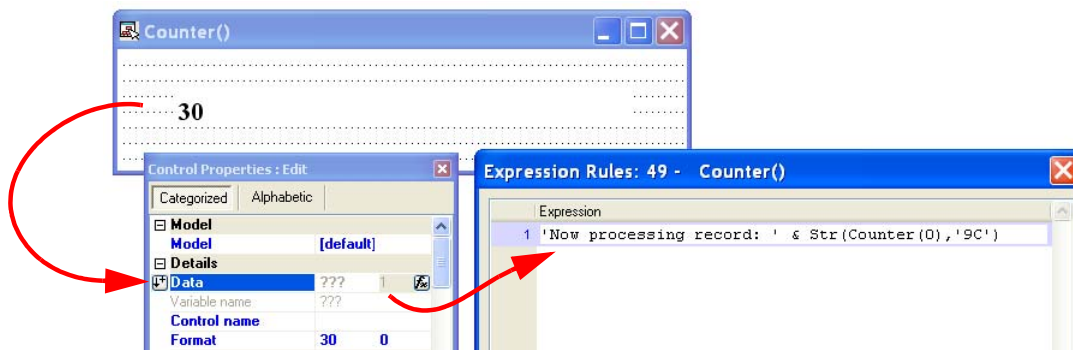 Counter()
30
Control Properties : Edit
Categorized Alphabetic
Model
Model [default]
Details
Data ??? 1 fx
Variable name ???
Control name
Format 30 0
Expression Rules: 49 - Counter()
Expression
1 'Now processing record: ' & Str(Counter(0),'9C')